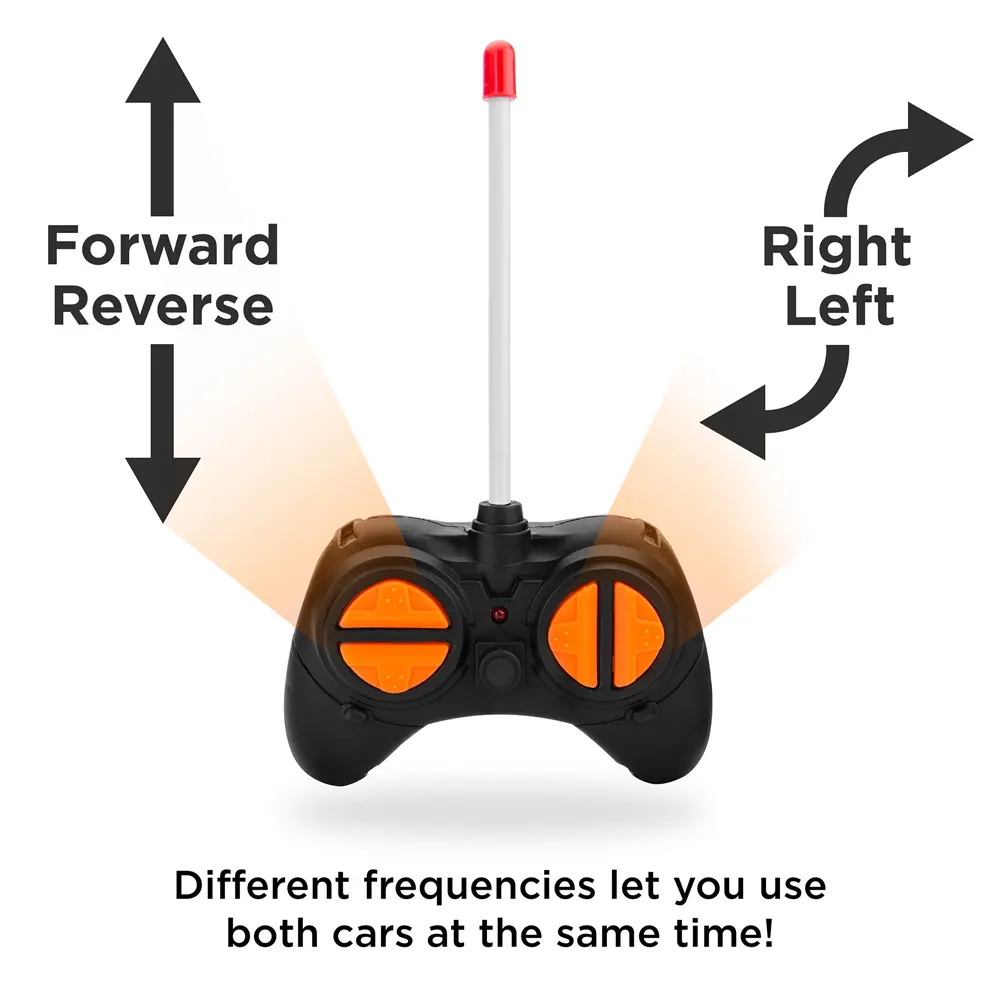 Forward
Reverse
Right
Left
Different frequencies let you use
both cars at the same time!